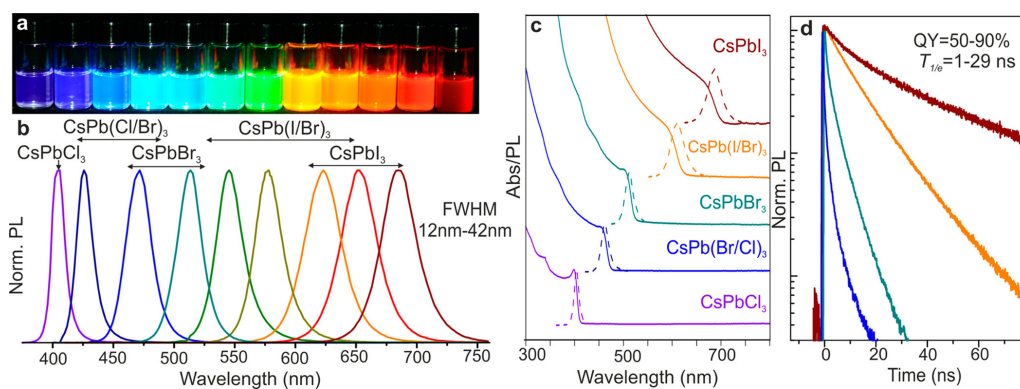 a
b
CsPb(Cl/Br)₃
CsPb(I/Br)₃
CsPbCl₃
CsPbBr₃
CsPbI₃
FWHM
12nm-42nm
Norm. PL
400 450 500 550 600 650 700 750
Wavelength (nm)
c
CsPbI₃
CsPb(I/Br)₃
CsPbBr₃
CsPb(Br/Cl)₃
CsPbCl₃
Abs/PL
300 500 700
Wavelength (nm)
d
QY=50-90%
T₁/ₑ=1-29 ns
Norm. PL
0 20 40 60
Time (ns)